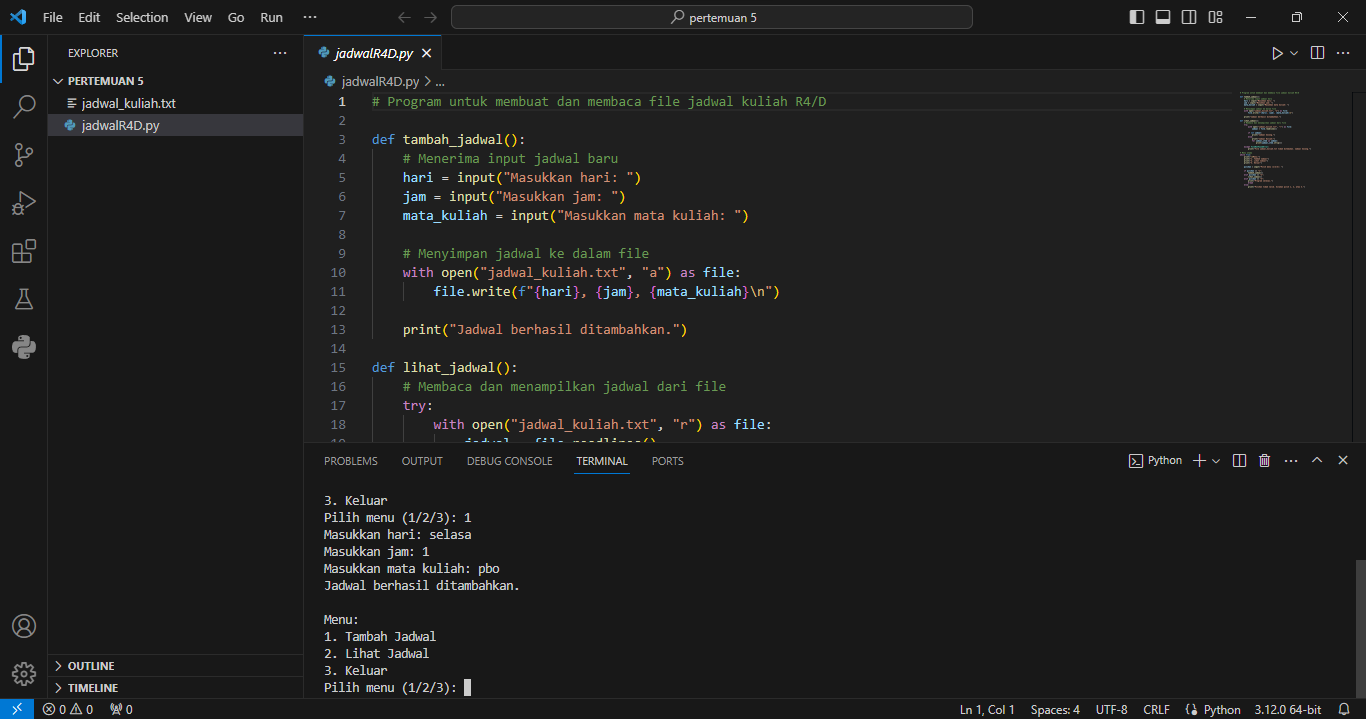 File Edit Selection View Go Run ···
pertemuan 5
EXPLORER
PERTEMUAN 5
jadwal_kuliah.txt
jadwalR4D.py
OUTLINE
TIMELINE
jadwalR4D.py
jadwalR4D.py > ...
1 # Program untuk membuat dan membaca file jadwal kuliah R4/D
2
3 def tambah_jadwal():
4 # Menerima input jadwal baru
5 hari = input("Masukkan hari: ")
6 jam = input("Masukkan jam: ")
7 mata_kuliah = input("Masukkan mata kuliah: ")
8
9 # Menyimpan jadwal ke dalam file
10 with open("jadwal_kuliah.txt", "a") as file:
11 file.write(f"{hari}, {jam}, {mata_kuliah}\n")
12
13 print("Jadwal berhasil ditambahkan.")
14
15 def lihat_jadwal():
16 # Membaca dan menampilkan jadwal dari file
17 try:
18 with open("jadwal_kuliah.txt", "r") as file:
PROBLEMS OUTPUT DEBUG CONSOLE TERMINAL PORTS
Python
3. Keluar
Pilih menu (1/2/3): 1
Masukkan hari: selasa
Masukkan jam: 1
Masukkan mata kuliah: pbo
Jadwal berhasil ditambahkan.
Menu:
1. Tambah Jadwal
2. Lihat Jadwal
3. Keluar
Pilih menu (1/2/3):
0 0 0
Ln 1, Col 1 Spaces: 4 UTF-8 CRLF Python 3.12.0 64-bit